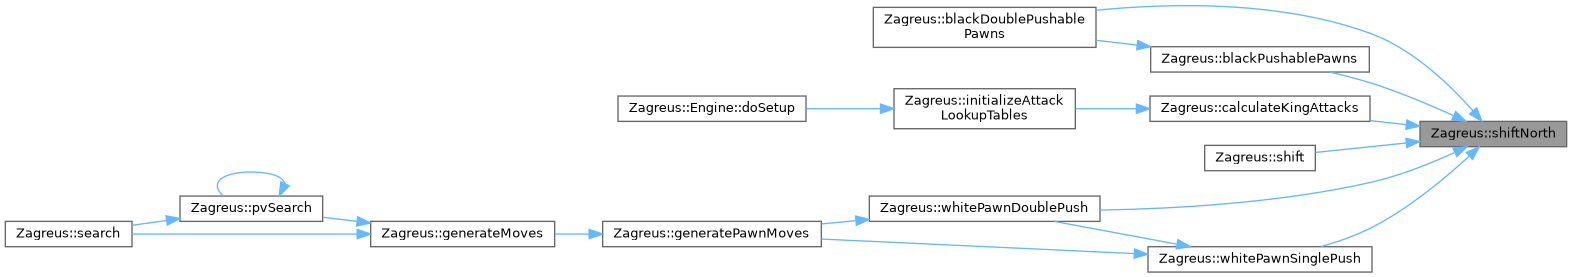 Zagreus::blackDoublePushable
Pawns
Zagreus::blackPushablePawns
Zagreus::Engine::doSetup
Zagreus::initializeAttack
LookupTables
Zagreus::calculateKingAttacks
Zagreus::shiftNorth
Zagreus::shift
Zagreus::pvSearch
Zagreus::whitePawnDoublePush
Zagreus::search
Zagreus::generateMoves
Zagreus::generatePawnMoves
Zagreus::whitePawnSinglePush